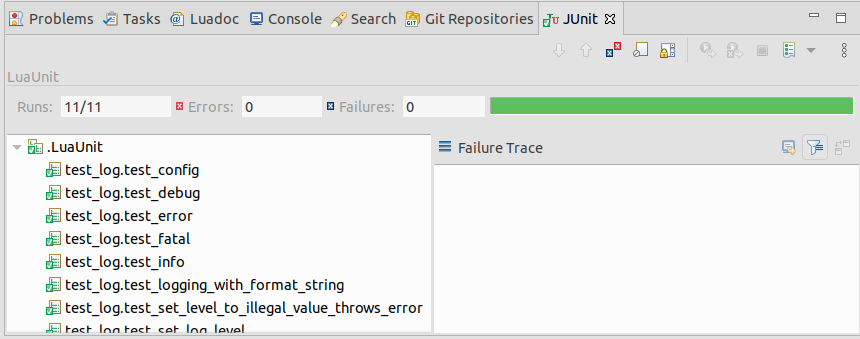 Problems Tasks @ Luadoc Console Search Git Repositories JUnit
LuaUnit
Runs: 11/11 Errors: 0 Failures: 0
.LuaUnit
Failure Trace
test_log.test_config
test_log.test_debug
test_log.test_error
test_log.test_fatal
test_log.test_info
test_log.test_logging_with_format_string
test_log.test_set_level_to_illegal_value_throws_error
test_log.test_set_log_level